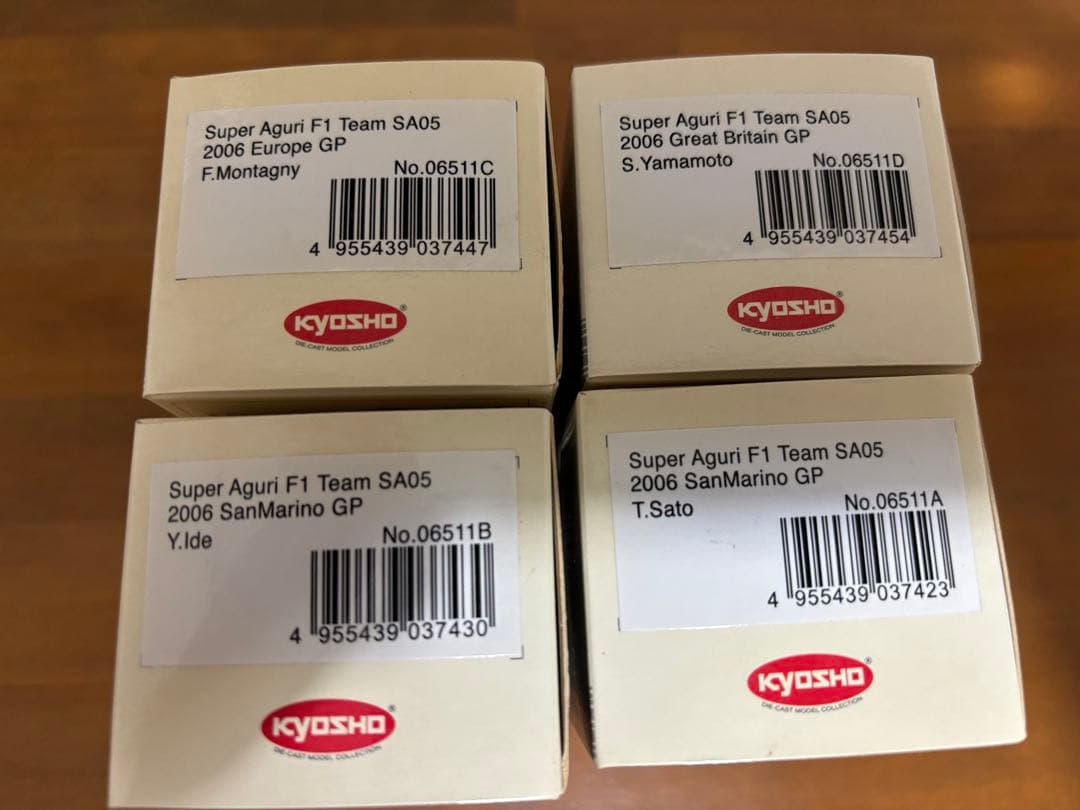 Super Aguri F1 Team SA05
2006 Europe GP
F.Montagny No.06511C
4 955439 037447
KYOSHO®
DIE-CAST MODEL COLLECTION
Super Aguri F1 Team SA05
2006 Great Britain GP
S.Yamamoto No.06511D
4 955439 037454
KYOSHO®
DIE-CAST MODEL COLLECTION
Super Aguri F1 Team SA05
2006 SanMarino GP
Y.Ide No.06511B
4 955439 037430
KYOSHO®
DIE-CAST MODEL COLLECTION
Super Aguri F1 Team SA05
2006 SanMarino GP
T.Sato No.06511A
4 955439 037423
KYOSHO®
DIE-CAST MODEL COLLECTION